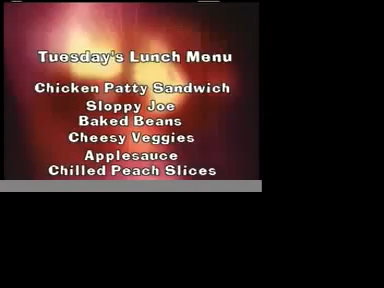 Tuesday's Lunch Menu
Chicken Patty Sandwich
Sloppy Joe
Baked Beans
Cheesy Veggies
Applesauce
Chilled Peach Slices